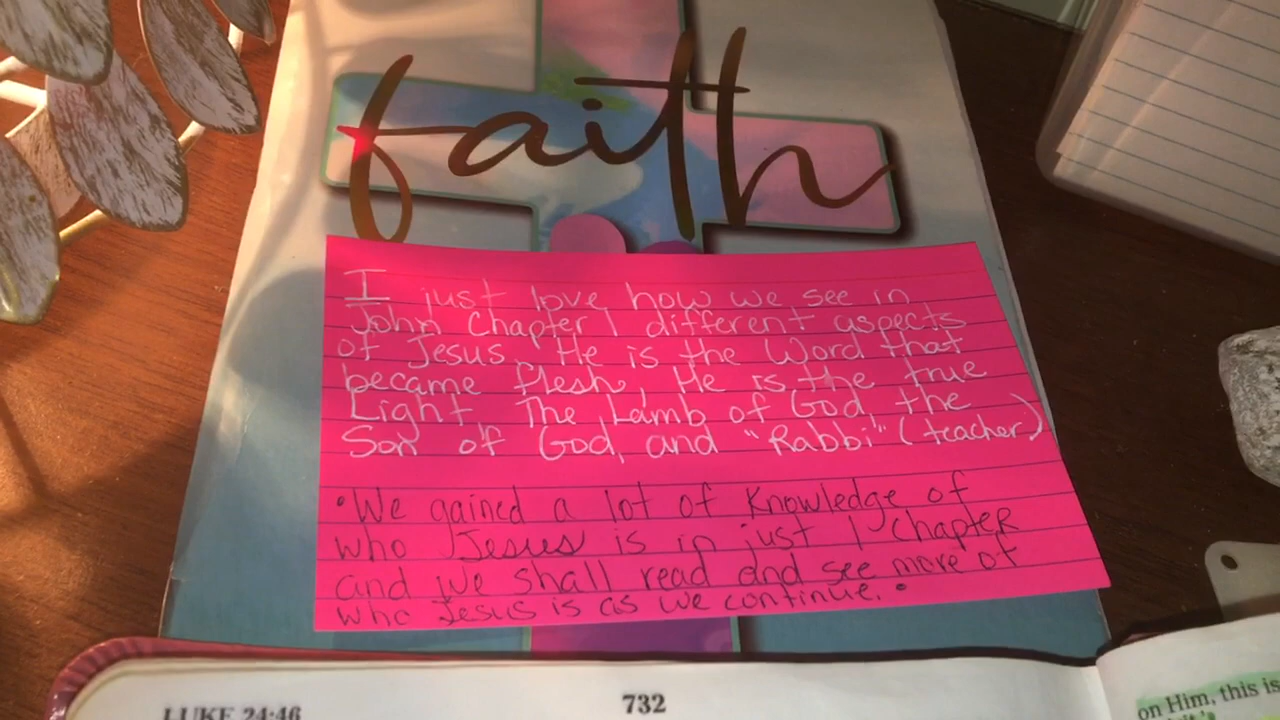 faith
I just love how we see in
John Chapter 1 different aspects
of Jesus. He is the Word that
became flesh, He is the true
Light The Lamb of God, the
Son of God, and "Rabbi" (teacher)
•We gained a lot of knowledge of
who Jesus is in just 1 chapter
and we shall read and see more of
who Jesus is as we continue.•
LUKE 24:46
732
on Him, this is